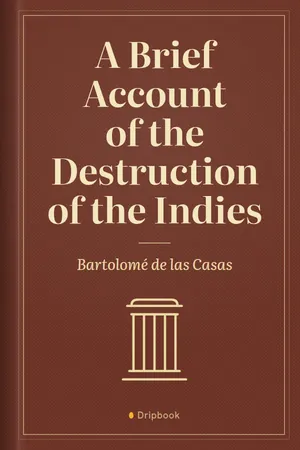 A Brief
Account
of the
Destruction
of the Indies
Bartolomé de las Casas
Dripbook